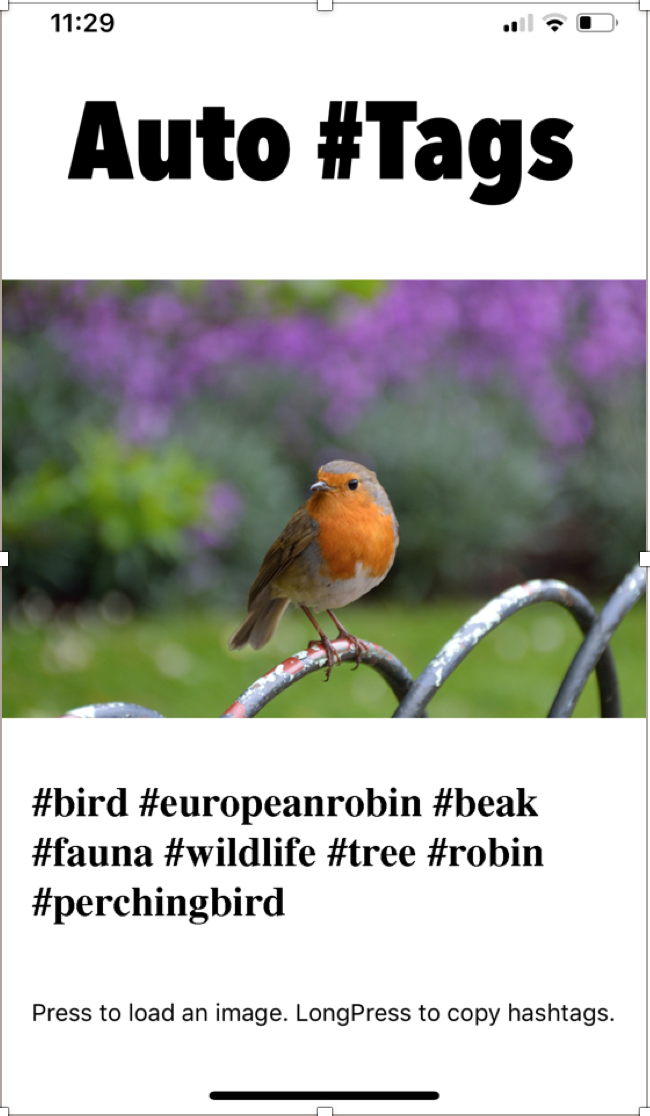 11:29
Auto #Tags
#bird #europeanrobin #beak
#fauna #wildlife #tree #robin
#perchingbird
Press to load an image. LongPress to copy hashtags.